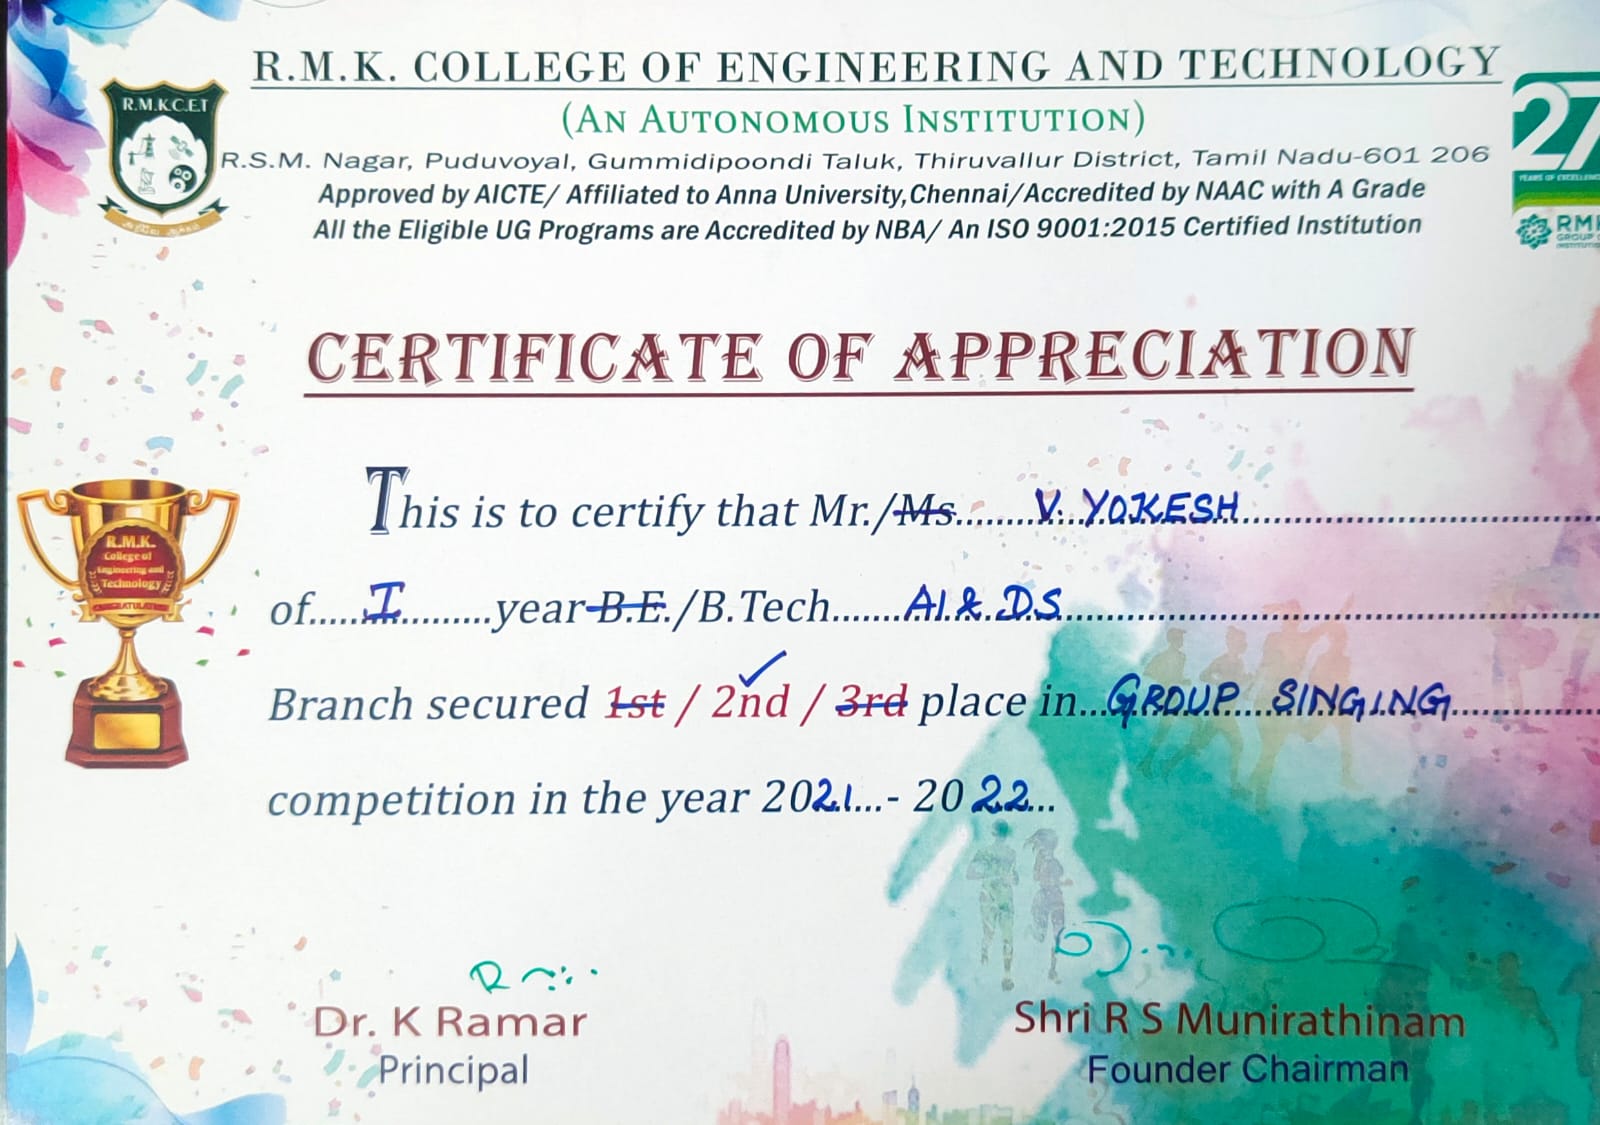 R.M.K. COLLEGE OF ENGINEERING AND TECHNOLOGY
(AN AUTONOMOUS INSTITUTION)
R.S.M. Nagar, Puduvoyal, Gummidipoondi Taluk, Thiruvallur District, Tamil Nadu-601 206
Approved by AICTE/ Affiliated to Anna University,Chennai/Accredited by NAAC with A Grade
All the Eligible UG Programs are Accredited by NBA/ An ISO 9001:2015 Certified Institution
R.M.K.C.E.T
27
YEARS OF EXCELLENCE
RMK
GROUP OF
INSTITUTIONS
CERTIFICATE OF APPRECIATION
This is to certify that Mr./Ms.........V. YOKESH...............
of......I.........year B.E./B.Tech.......AI & DS...............
Branch secured 1st / 2nd / 3rd place in...GROUP SINGING...............
competition in the year 2021...- 2022...
R.M.K.
College of
Engineering and
Technology
CONGRATULATIONS
Dr. K Ramar
Principal
Shri R S Munirathinam
Founder Chairman